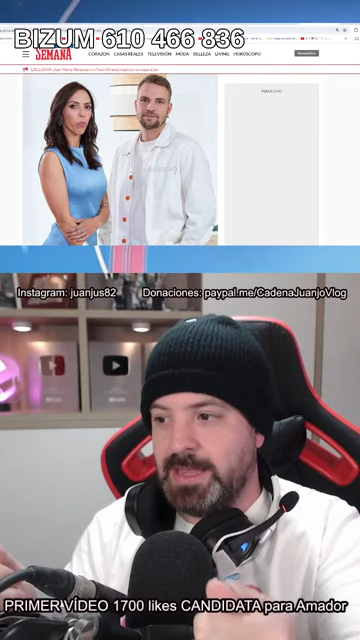 BIZUM 610 466 836
SEMANA
CORAZÓN CASAS REALES TELEVISIÓN MODA BELLEZA LIVING HORÓSCOPO
Instagram: juanjus82 Donaciones: paypal.me/CadenaJuanjoVlog
PRIMER VÍDEO 1700 likes CANDIDATA para Amador